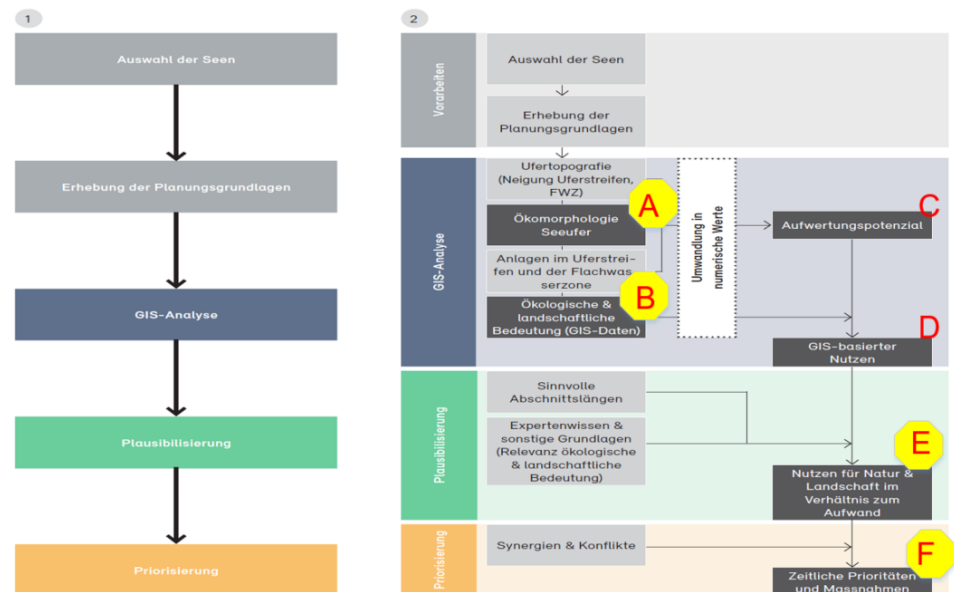 1
Auswahl der Seen
Erhebung der Planungsgrundlagen
GIS-Analyse
Plausibilisierung
Priorisierung
2
Vorarbeiten
Auswahl der Seen
Erhebung der
Planungsgrundlagen
GIS-Analyse
Ufertopografie
(Neigung Uferstreifen,
FWZ)
A
Ökomorphologie
Seeufer
Anlagen im Uferstrei-
fen und der Flachwas
serzone
B
Ökologische &
landschaftliche
Bedeutung (GIS-Daten)
Umwandlung in
numerische Werte
C
Aufwertungspotenzial
D
GIS-basierter
Nutzen
Plausibilisierung
Sinnvolle
Abschnittslängen
Expertenwissen &
sonstige Grundlagen
(Relevanz ökologische
& landschaftliche
Bedeutung)
E
Nutzen für Natur &
Landschaft im
Verhältnis zum
Aufwand
Priorisierung
Synergien & Konflikte
F
Zeitliche Prioritäten
und Massnahmen